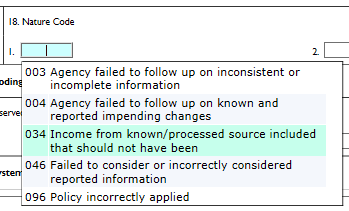 18. Nature Code
1.
2.
003 Agency failed to follow up on inconsistent or
incomplete information
oding
004 Agency failed to follow up on known and
reported impending changes
serve
034 Income from known/processed source included
that should not have been
046 Failed to consider or incorrectly considered
reported information
ystem
096 Policy incorrectly applied